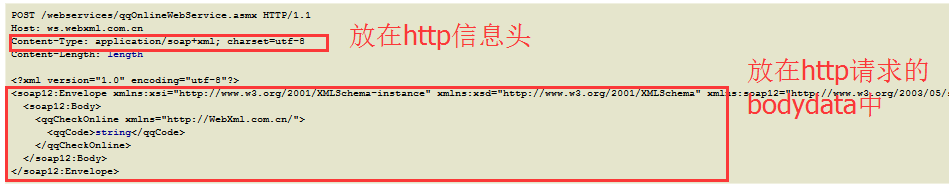 POST /webservices/qqOnlineWebService.asmx HTTP/1.1
Host: ws.webxml.com.cn
Content-Type: application/soap+xml; charset=utf-8
Content-Length: length
放在http信息头
<?xml version="1.0" encoding="utf-8"?>
<soap12:Envelope xmlns:xsi="http://www.w3.org/2001/XMLSchema-instance" xmlns:xsd="http://www.w3.org/2001/XMLSchema" xmlns:soap12="http://www.w3.org/2003/05/s
<soap12:Body>
<qqCheckOnline xmlns="http://WebXml.com.cn/">
<qqCode>string</qqCode>
</qqCheckOnline>
</soap12:Body>
</soap12:Envelope>
放在http请求的
bodydata中